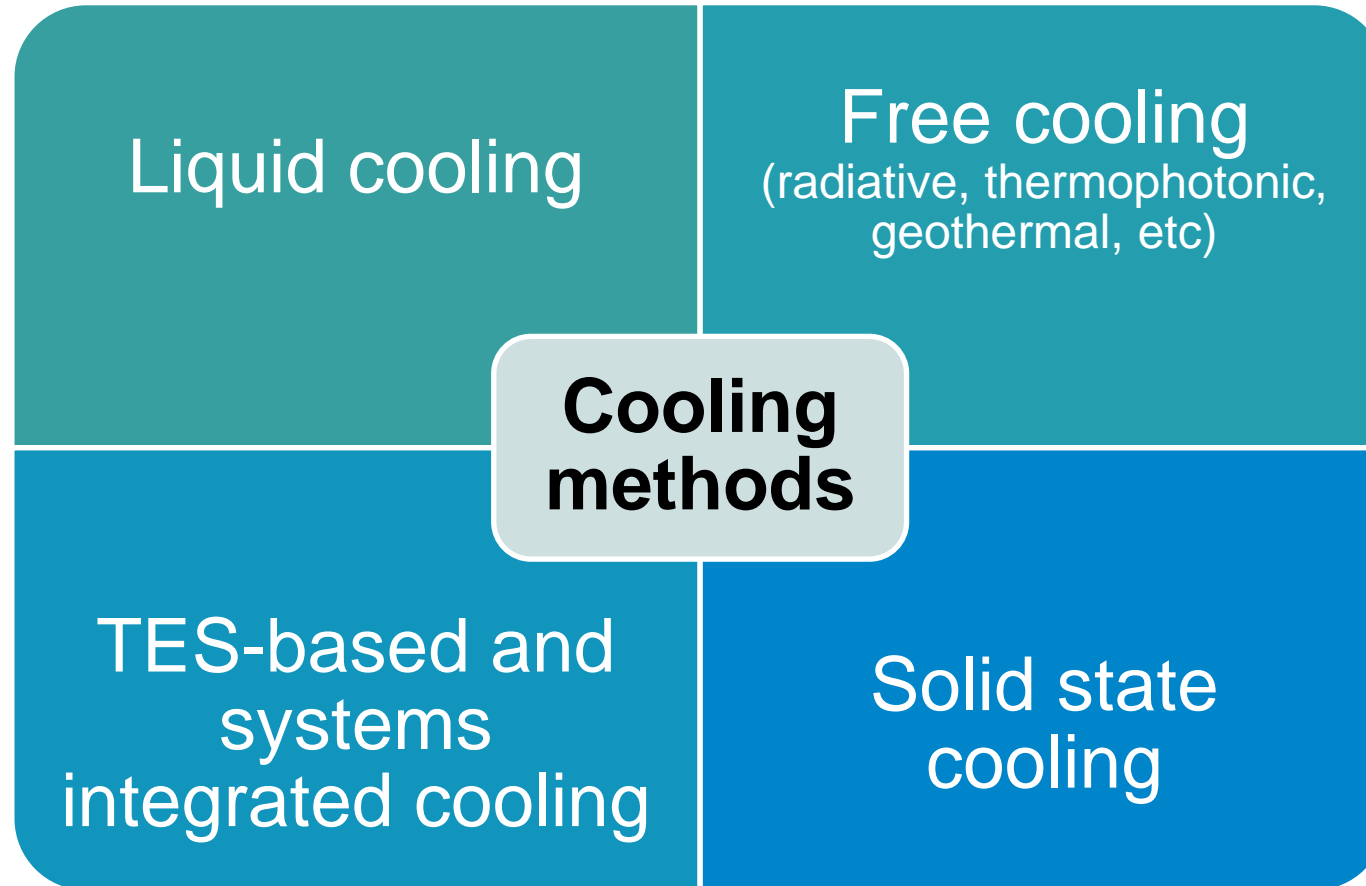 Liquid cooling
Free cooling
(radiative, thermophotonic,
geothermal, etc)
Cooling
methods
TES-based and
systems
integrated cooling
Solid state
cooling